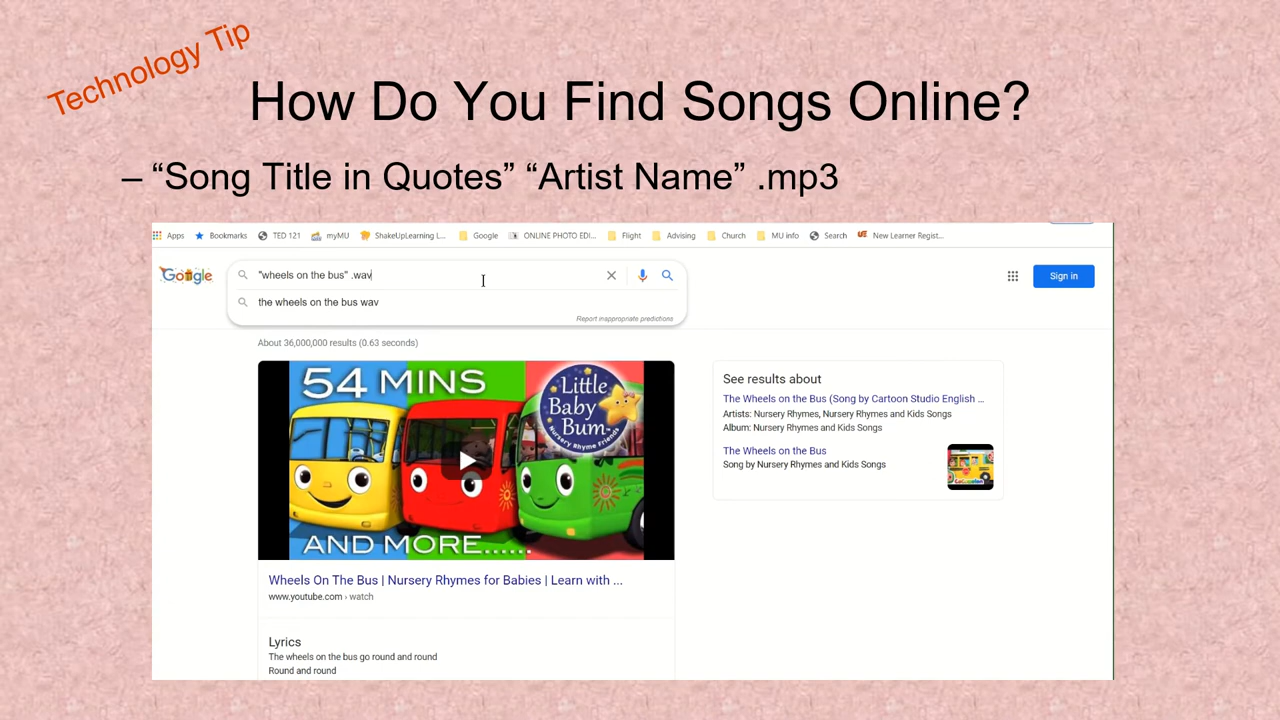 Technology Tip
How Do You Find Songs Online?
– “Song Title in Quotes” “Artist Name” .mp3
Apps Bookmarks TED 121 myMU ShakeUpLearning L... Google ONLINE PHOTO EDI... Flight Advising Church MU info Search New Learner Regist...
Google
"wheels on the bus" .wav
Sign in
the wheels on the bus wav
Report inappropriate predictions
About 36,000,000 results (0.63 seconds)
54 MINS
Little
Baby
Bum
Nursery Rhyme Friends
AND MORE......
Wheels On The Bus | Nursery Rhymes for Babies | Learn with ...
www.youtube.com › watch
Lyrics
The wheels on the bus go round and round
Round and round
See results about
The Wheels on the Bus (Song by Cartoon Studio English ...
Artists: Nursery Rhymes, Nursery Rhymes and Kids Songs
Album: Nursery Rhymes and Kids Songs
The Wheels on the Bus
Song by Nursery Rhymes and Kids Songs